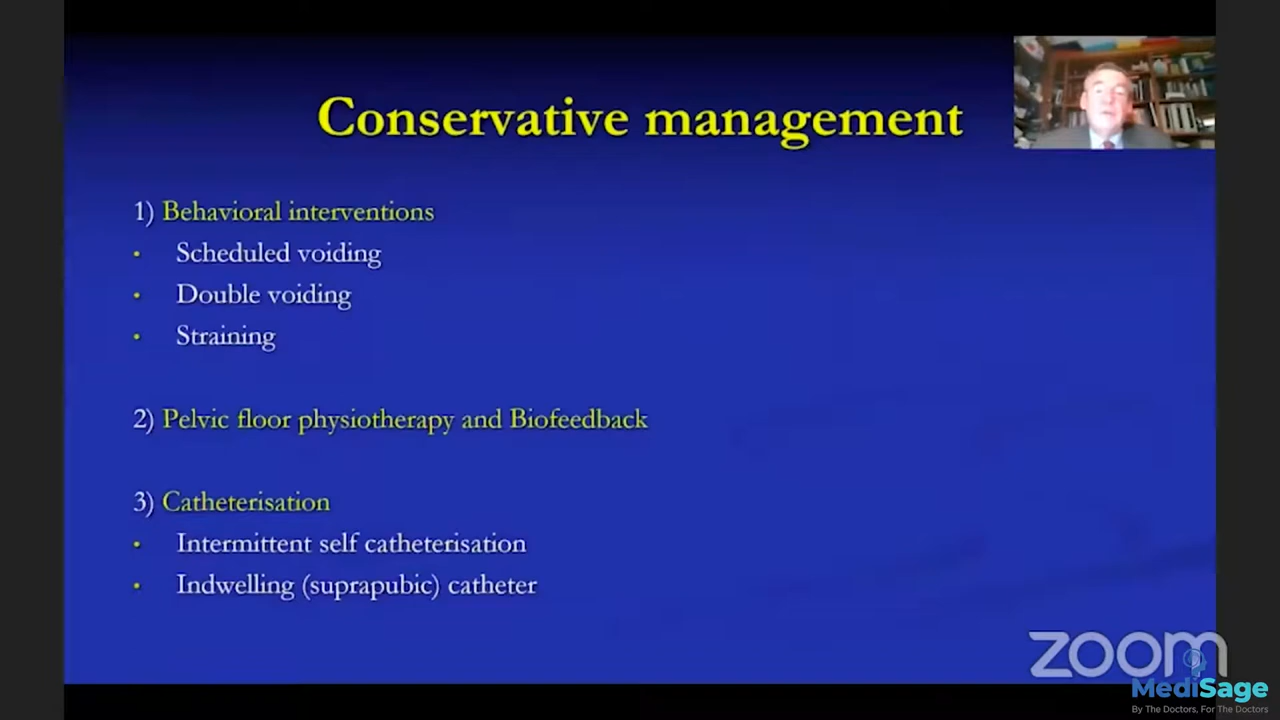 Conservative management
1) Behavioral interventions
• Scheduled voiding
• Double voiding
• Straining
2) Pelvic floor physiotherapy and Biofeedback
3) Catheterisation
• Intermittent self catheterisation
• Indwelling (suprapubic) catheter
zoom
MediSage
By The Doctors, For The Doctors